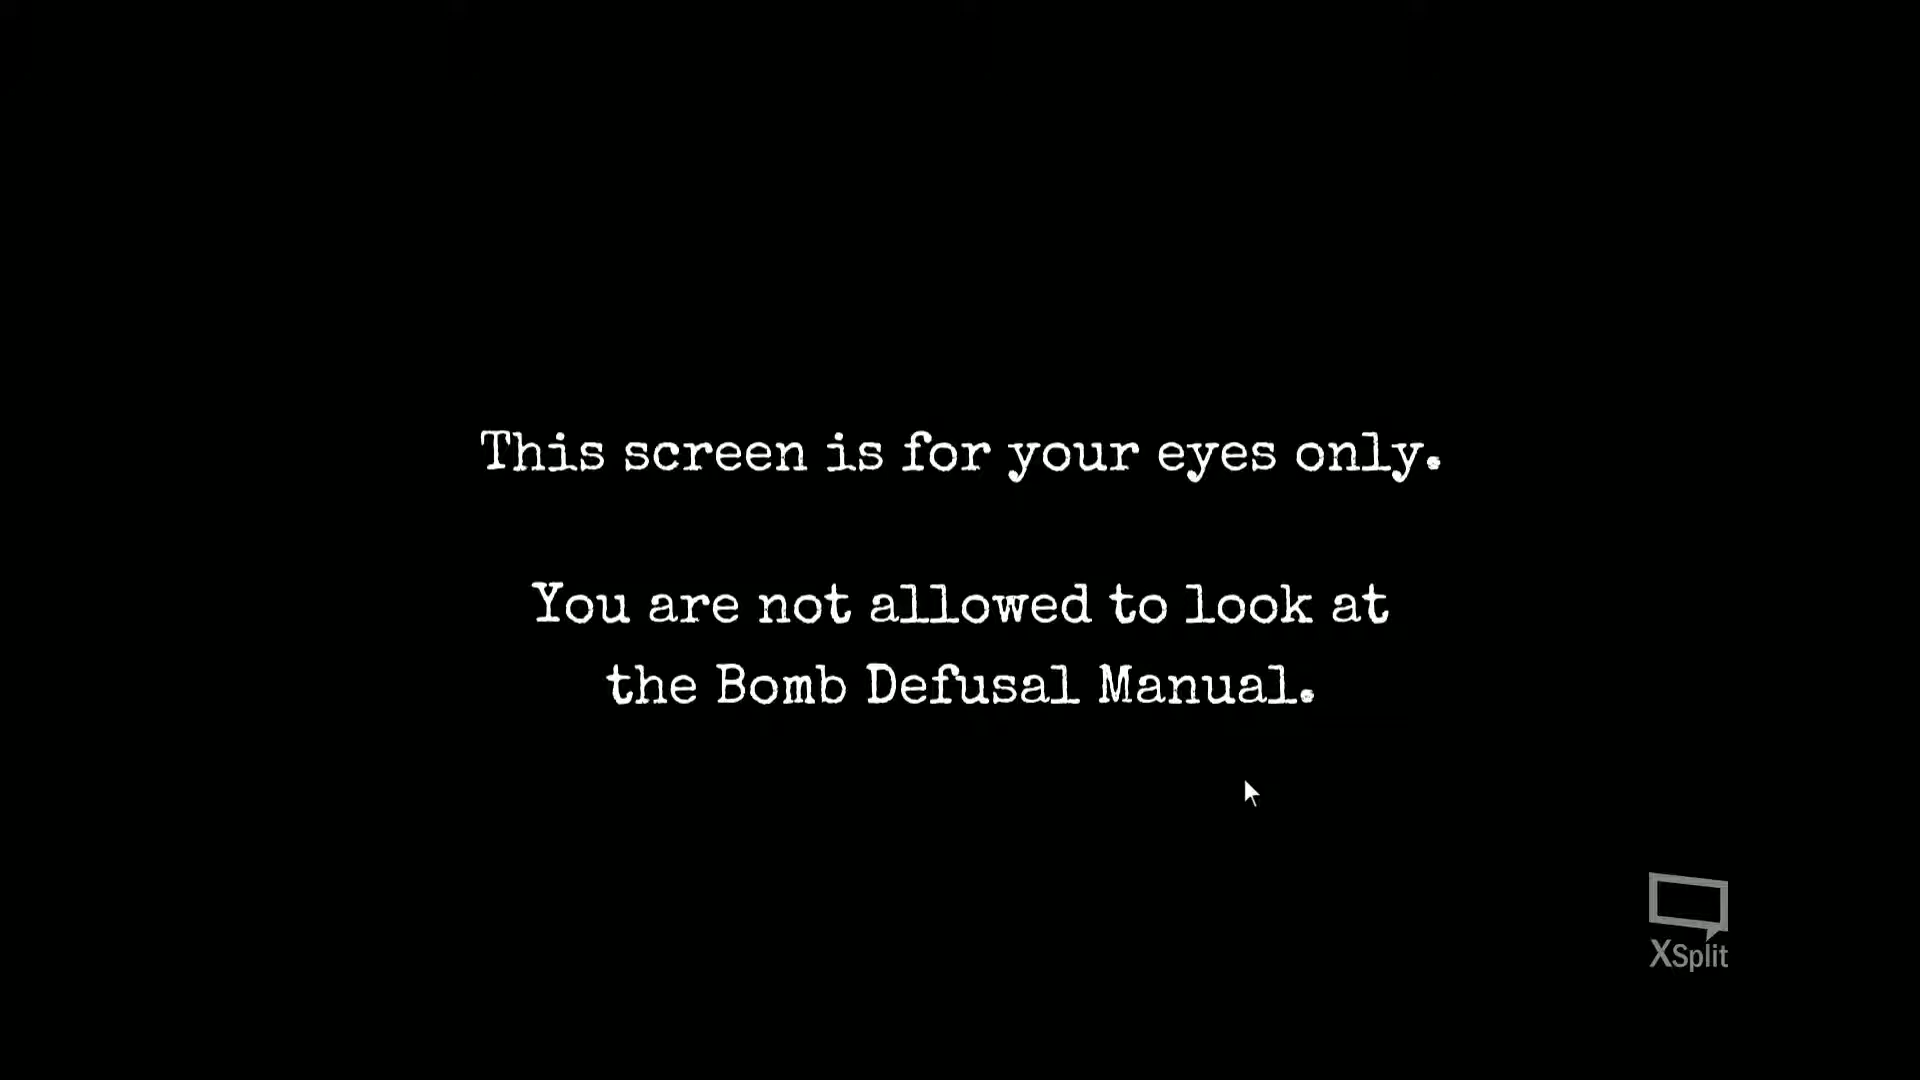 This screen is for your eyes only.
You are not allowed to look at
the Bomb Defusal Manual.
XSplit